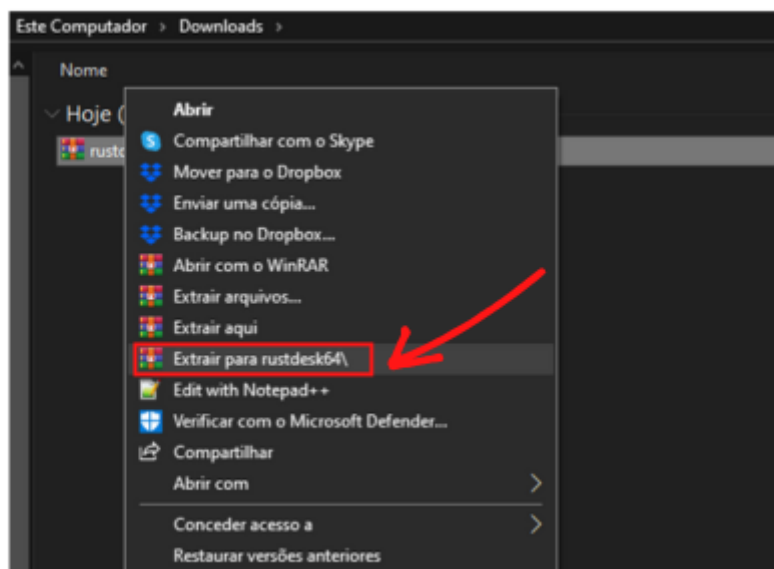 Este Computador > Downloads >
Nome
Hoje (
Abrir
Compartilhar com o Skype
Mover para o Dropbox
Enviar uma cópia...
Backup no Dropbox...
Abrir com o WinRAR
Extrair arquivos...
Extrair aqui
Extrair para rustdesk64\
Edit with Notepad++
Verificar com o Microsoft Defender...
Compartilhar
Abrir com
Conceder acesso a
Restaurar versões anteriores